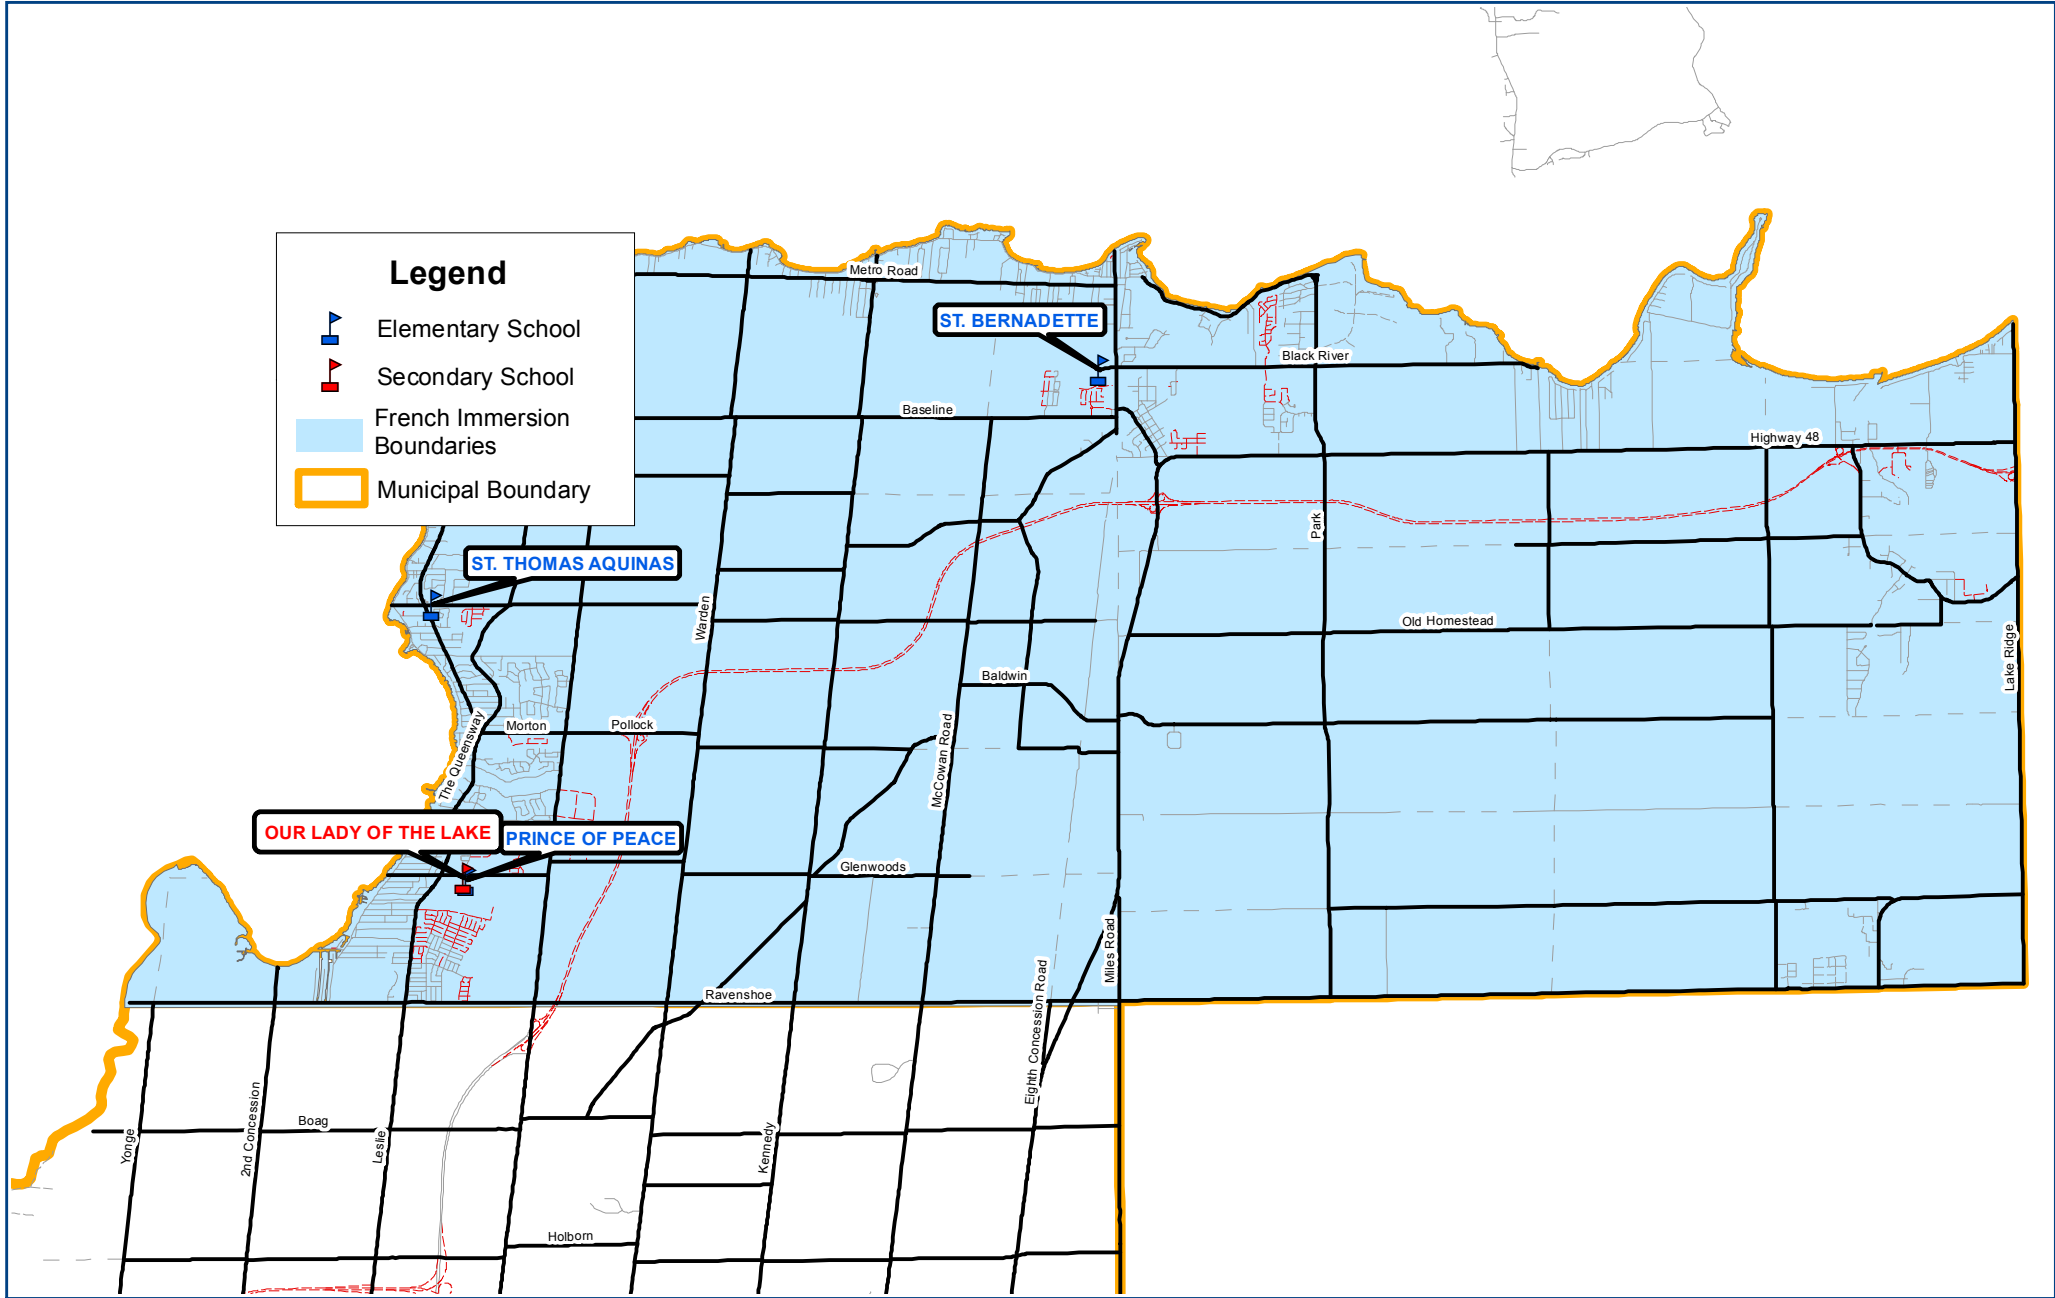 Legend
Elementary School
Secondary School
French Immersion
Boundaries
Municipal Boundary
Metro Road
ST. BERNADETTE
Black River
Baseline
Highway 48
Park
ST. THOMAS AQUINAS
Warden
Old Homestead
Lake Ridge
Baldwin
Morton
Pollock
The Queensway
McCowan Road
OUR LADY OF THE LAKE
PRINCE OF PEACE
Glenwoods
Miles Road
Ravenshoe
Eighth Concession Road
Boag
Yonge
2nd Concession
Leslie
Kennedy
Holborn